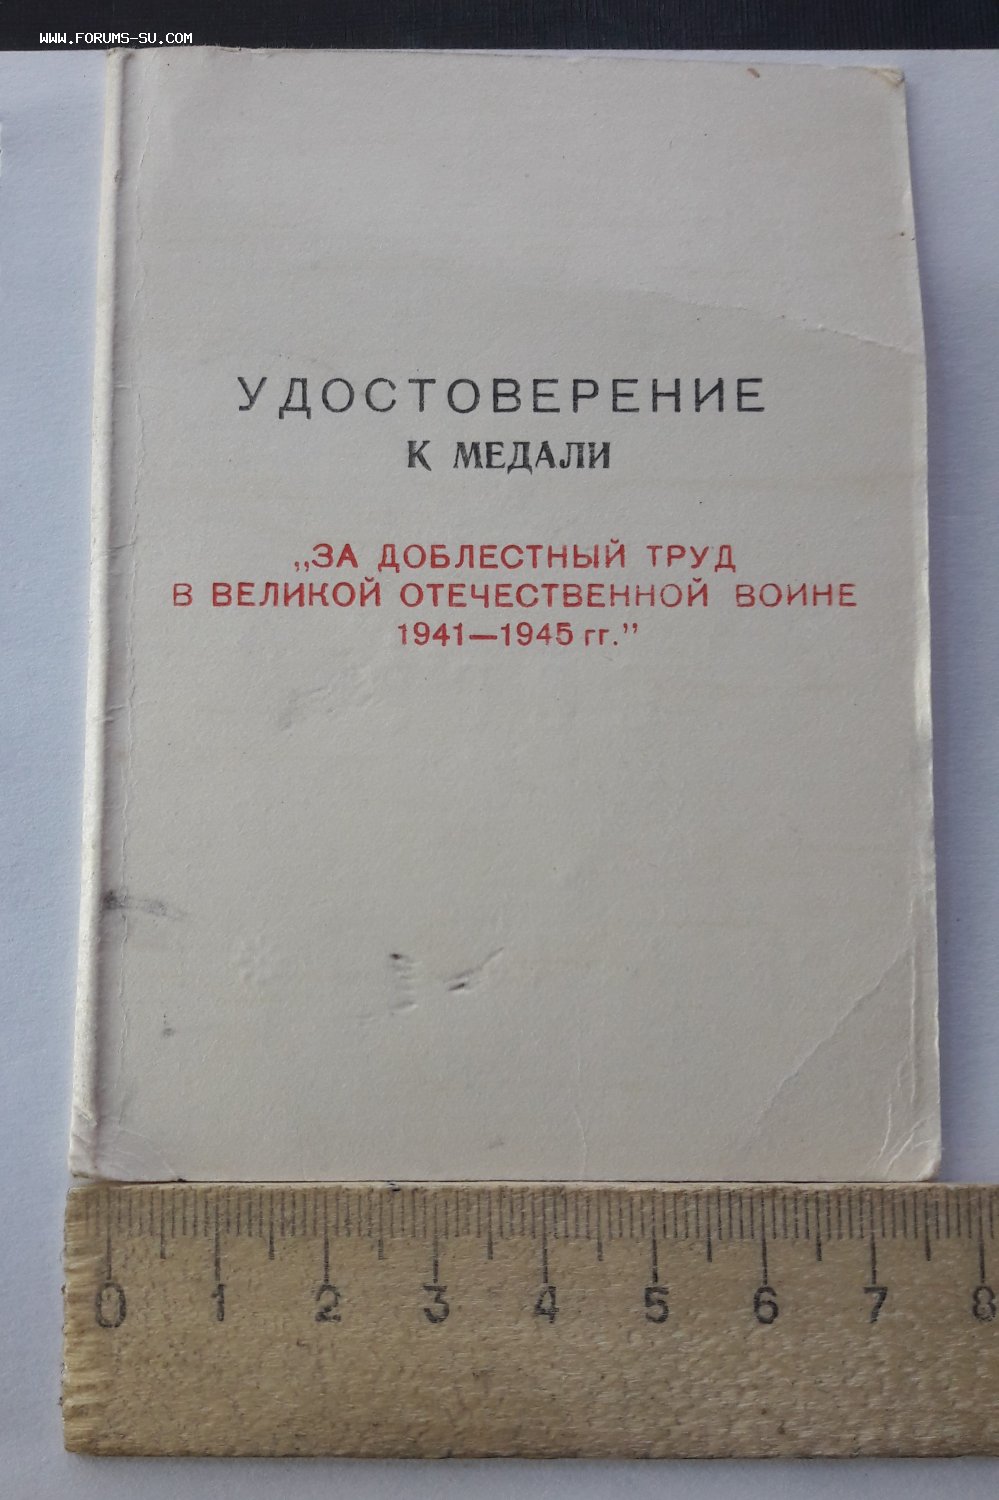 www.forums-su.com
УДОСТОВЕРЕНИЕ
К МЕДАЛИ
„ЗА ДОБЛЕСТНЫЙ ТРУД
В ВЕЛИКОЙ ОТЕЧЕСТВЕННОЙ ВОИНЕ
1941—1945 гг.”
0 1 2 3 4 5 6 7 8